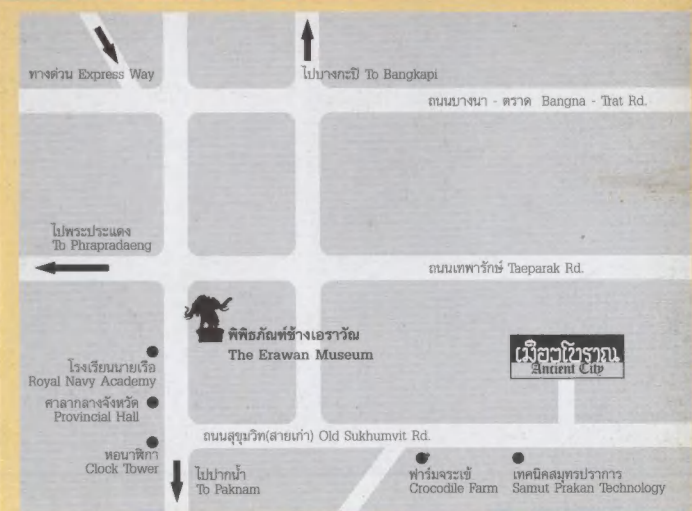 ทางด่วน Express Way
ไปบางกะปิ To Bangkapi
ถนนบางนา - ตราด Bangna - Trat Rd.
ไปพระประแดง
To Phrapradaeng
ถนนเทพารักษ์ Taeparak Rd.
พิพิธภัณฑ์ช้างเอราวัณ
The Erawan Museum
เมืองโบราณ
Ancient City
โรงเรียนนายเรือ
Royal Navy Academy
ศาลากลางจังหวัด
Provincial Hall
หอนาฬิกา
Clock Tower
ถนนสุขุมวิท(สายเก่า) Old Sukhumvit Rd.
ไปปากน้ำ
To Paknam
ฟาร์มจระเข้
Crocodile Farm
เทคนิคสมุทรปราการ
Samut Prakan Technology